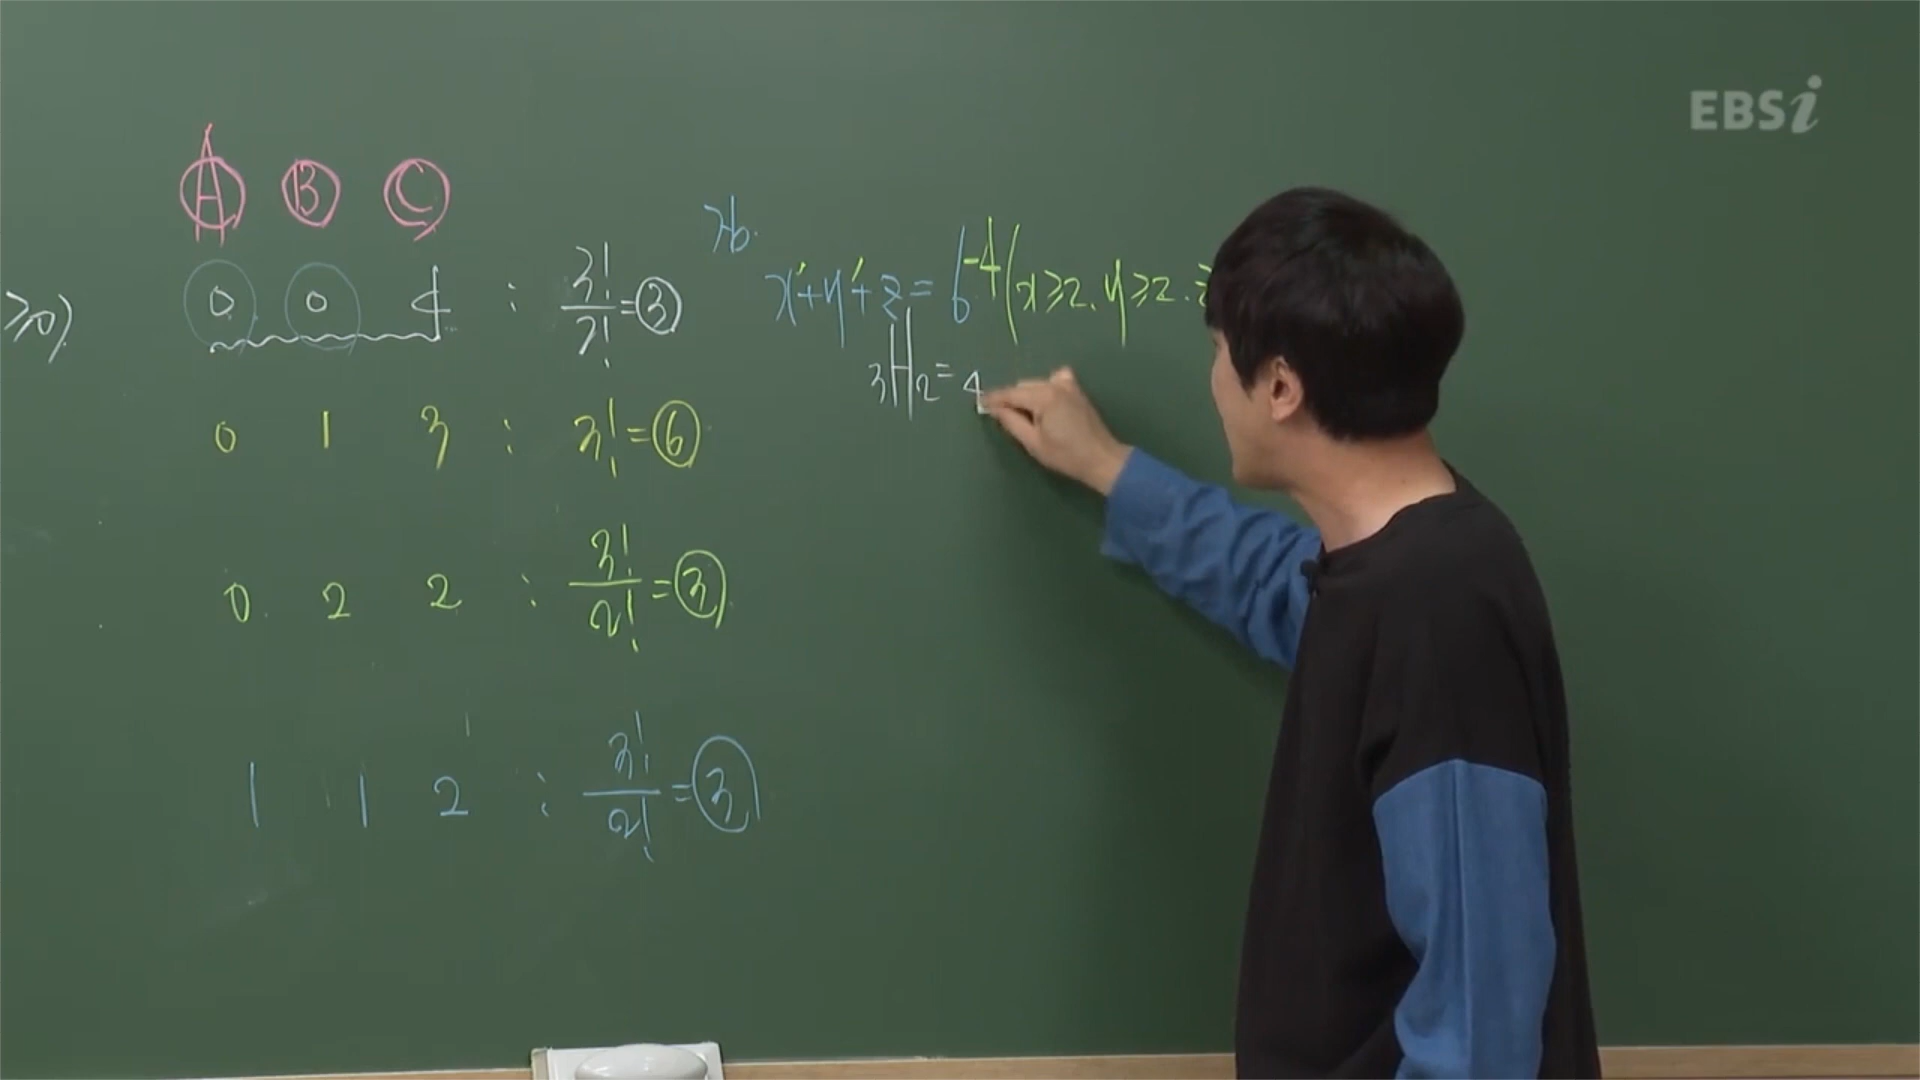 EBSi
A B C
≥0)
0 0 4 : 3!/2! = 3
0 1 3 : 3! = 6
0 2 2 : 3!/2! = 3
1 1 2 : 3!/2! = 3
x'+y'+z = 6-4 (x≥2, y≥2, z
3H2 = 4